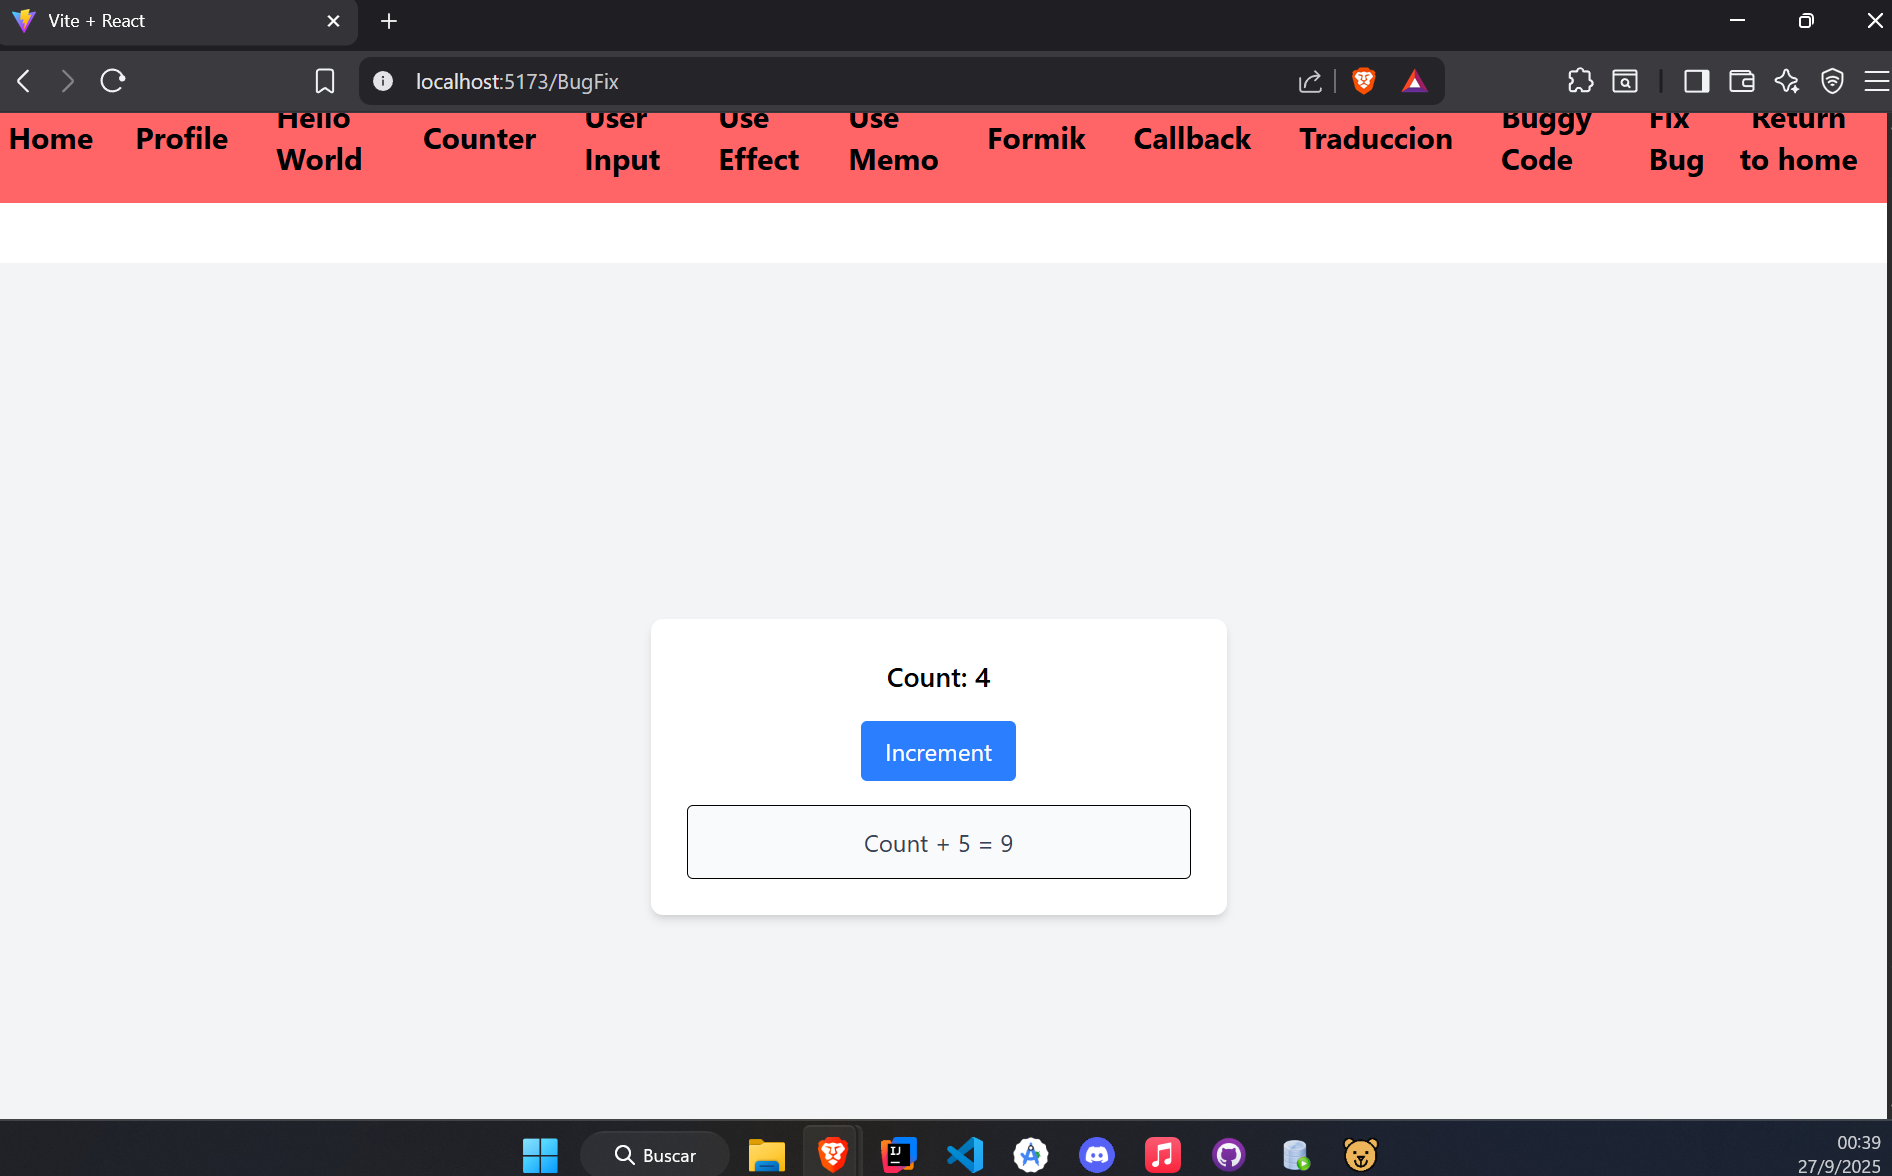 Vite + React
localhost:5173/BugFix
Home Profile Hello World Counter User Input Use Effect Use Memo Formik Callback Traduccion Buggy Code Fix Bug Return to home
Count: 4
Increment
Count + 5 = 9
IJ
Buscar
00:39
27/9/2025